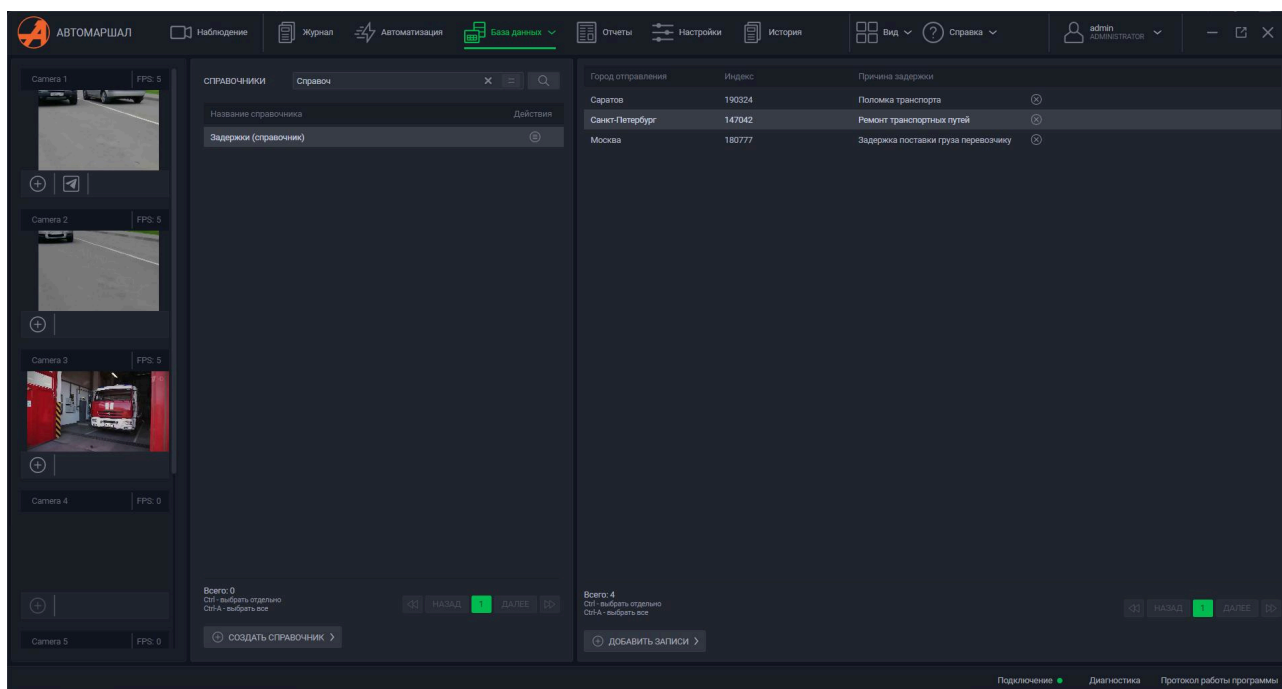 АВТОМАРШАЛ
Наблюдение
Журнал
Автоматизация
База данных
Отчеты
Настройки
История
Вид
Справка
admin
ADMINISTRATOR
Camera 1 FPS: 5
Camera 2 FPS: 5
Camera 3 FPS: 5
Camera 4 FPS: 0
Camera 5 FPS: 0
СПРАВОЧНИКИ Справоч
Название справочника Действия
Задержки (справочник)
Всего: 0
Ctrl - выбрать отдельно
Ctrl-A - выбрать все
НАЗАД 1 ДАЛЕЕ
СОЗДАТЬ СПРАВОЧНИК
Город отправления Индекс Причина задержки
Саратов 190324 Поломка транспорта
Санкт-Петербург 147042 Ремонт транспортных путей
Москва 180777 Задержка поставки груза перевозчику
Всего: 4
Ctrl - выбрать отдельно
Ctrl-A - выбрать все
НАЗАД 1 ДАЛЕЕ
ДОБАВИТЬ ЗАПИСИ
Подключение Диагностика Протокол работы программы